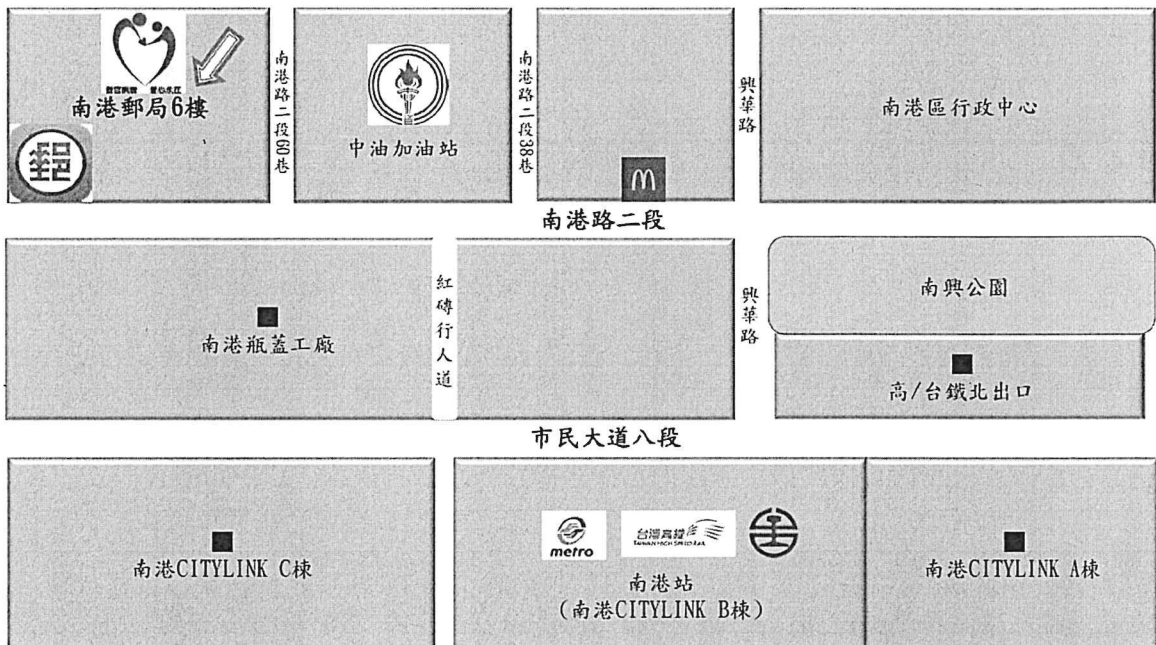 南港郵局6樓
郵
南港路二段60巷
中油加油站
南港路二段38巷
興華路
南港區行政中心
南港路二段
南港瓶蓋工廠
紅磚行人道
興華路
南興公園
高/台鐵北出口
市民大道八段
南港CITYLINK C棟
metro
台灣高鐵
TAIWAN HIGH SPEED RAIL
南港站
(南港CITYLINK B棟)
南港CITYLINK A棟